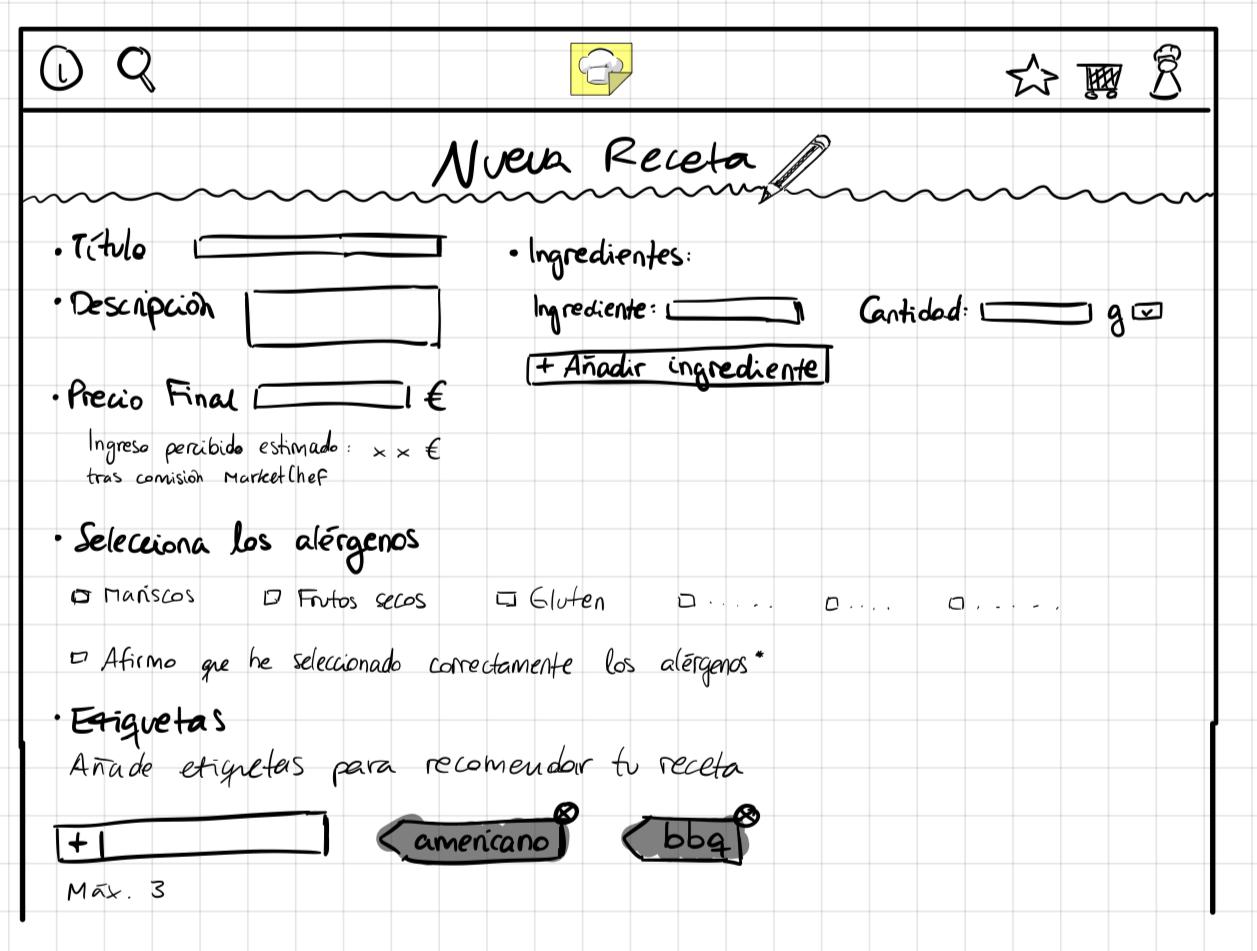 Nueva Receta
• Título
• Descripción
• Precio Final €
Ingreso percibido estimado: x x €
tras comisión MarketChef
• Ingredientes:
Ingrediente: Cantidad: g
+ Añadir ingrediente
• Selecciona los alérgenos
Mariscos Frutos secos Gluten ..... .... ......
Afirmo que he seleccionado correctamente los alérgenos*
• Etiquetas
Añade etiquetas para recomendar tu receta
+ americano bbq
Máx. 3